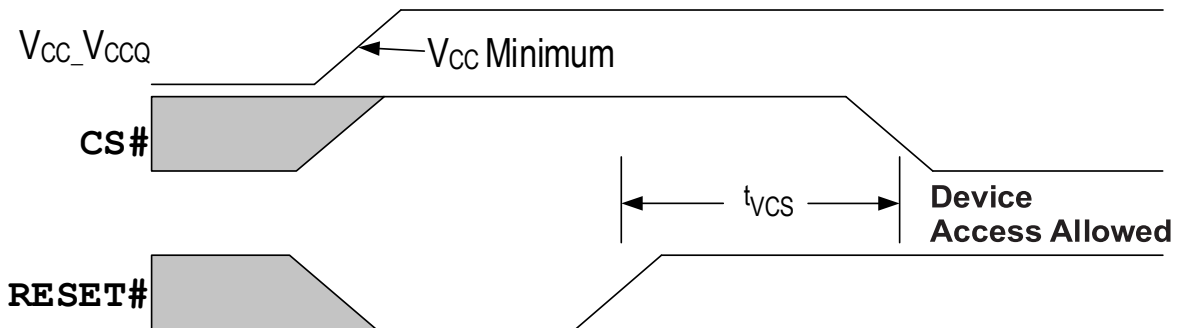 VCC_VCCQ
VCC Minimum
CS#
tVCS
Device
Access Allowed
RESET#